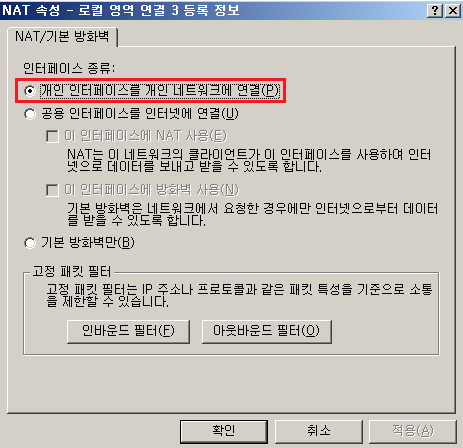 NAT 속성 - 로컬 영역 연결 3 등록 정보
NAT/기본 방화벽
인터페이스 종류:
개인 인터페이스를 개인 네트워크에 연결(P)
공용 인터페이스를 인터넷에 연결(U)
이 인터페이스에 NAT 사용(E)
NAT는 이 네트워크의 클라이언트가 이 인터페이스를 사용하여 인터
넷으로 데이터를 보내고 받을 수 있도록 합니다.
이 인터페이스에 방화벽 사용(N)
기본 방화벽은 네트워크에서 요청한 경우에만 인터넷으로부터 데이터
를 받을 수 있도록 합니다.
기본 방화벽만(B)
고정 패킷 필터
고정 패킷 필터는 IP 주소나 프로토콜과 같은 패킷 특성을 기준으로 소통
을 제한할 수 있습니다.
인바운드 필터(F)
아웃바운드 필터(O)
확인
취소
적용(A)